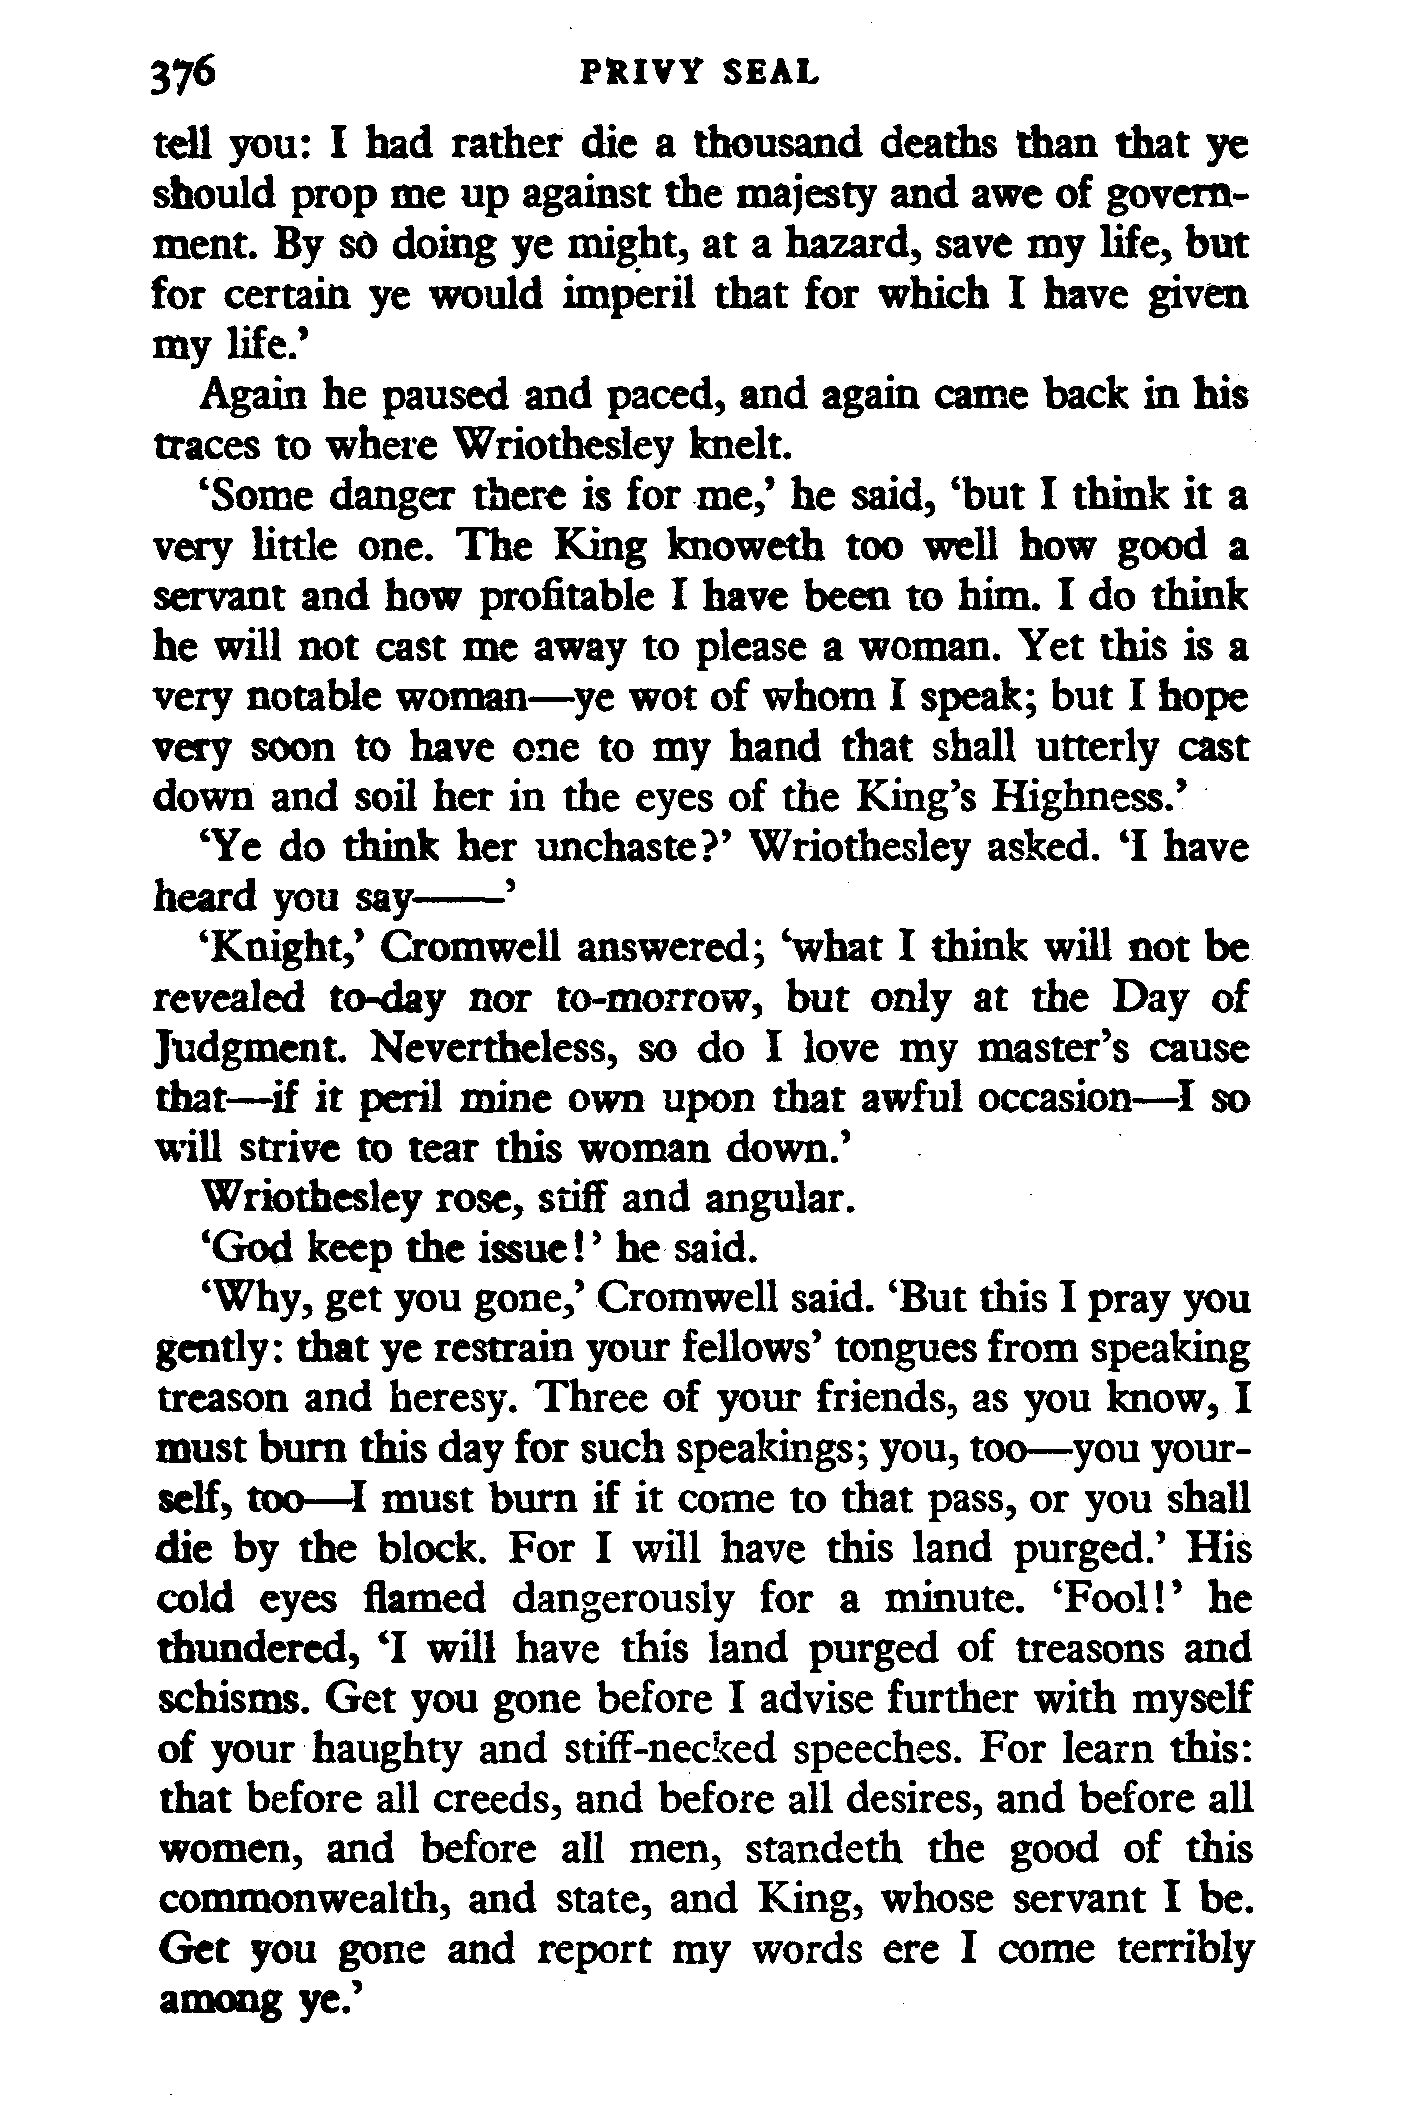 376 PRIVY SEAL
tell you: I had rather die a thousand deaths than that ye
should prop me up against the majesty and awe of govern-
ment. By so doing ye might, at a hazard, save my life, but
for certain ye would imperil that for which I have given
my life.’
Again he paused and paced, and again came back in his
traces to where Wriothesley knelt.
‘Some danger there is for me,’ he said, ‘but I think it a
very little one. The King knoweth too well how good a
servant and how profitable I have been to him. I do think
he will not cast me away to please a woman. Yet this is a
very notable woman—ye wot of whom I speak; but I hope
very soon to have one to my hand that shall utterly cast
down and soil her in the eyes of the King’s Highness.’
‘Ye do think her unchaste?’ Wriothesley asked. ‘I have
heard you say——’
‘Knight,’ Cromwell answered; ‘what I think will not be
revealed to-day nor to-morrow, but only at the Day of
Judgment. Nevertheless, so do I love my master’s cause
that—if it peril mine own upon that awful occasion—I so
will strive to tear this woman down.’
Wriothesley rose, stiff and angular.
‘God keep the issue!’ he said.
‘Why, get you gone,’ Cromwell said. ‘But this I pray you
gently: that ye restrain your fellows’ tongues from speaking
treason and heresy. Three of your friends, as you know, I
must burn this day for such speakings; you, too—you your-
self, too—I must burn if it come to that pass, or you shall
die by the block. For I will have this land purged.’ His
cold eyes flamed dangerously for a minute. ‘Fool!’ he
thundered, ‘I will have this land purged of treasons and
schisms. Get you gone before I advise further with myself
of your haughty and stiff-necked speeches. For learn this:
that before all creeds, and before all desires, and before all
women, and before all men, standeth the good of this
commonwealth, and state, and King, whose servant I be.
Get you gone and report my words ere I come terribly
among ye.’